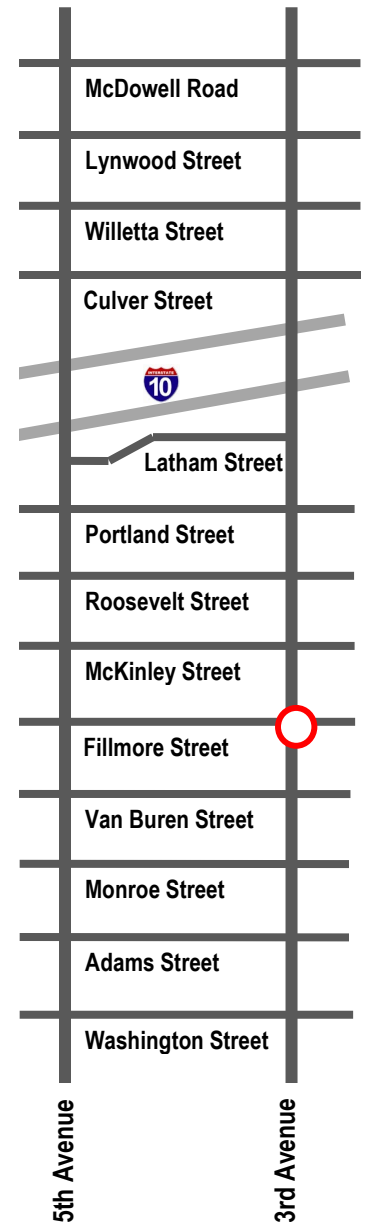 McDowell Road
Lynwood Street
Willetta Street
Culver Street
INTERSTATE
10
Latham Street
Portland Street
Roosevelt Street
McKinley Street
Fillmore Street
Van Buren Street
Monroe Street
Adams Street
Washington Street
5th Avenue
3rd Avenue